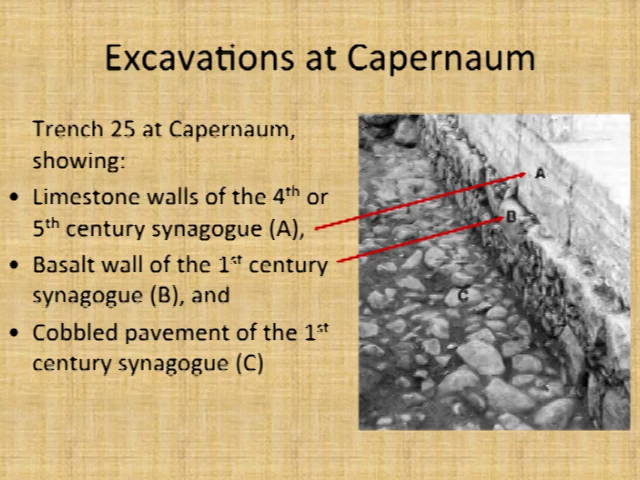 Excavations at Capernaum
Trench 25 at Capernaum,
showing:
• Limestone walls of the 4th or
5th century synagogue (A),
• Basalt wall of the 1st century
synagogue (B), and
• Cobbled pavement of the 1st
century synagogue (C)
A
B
C